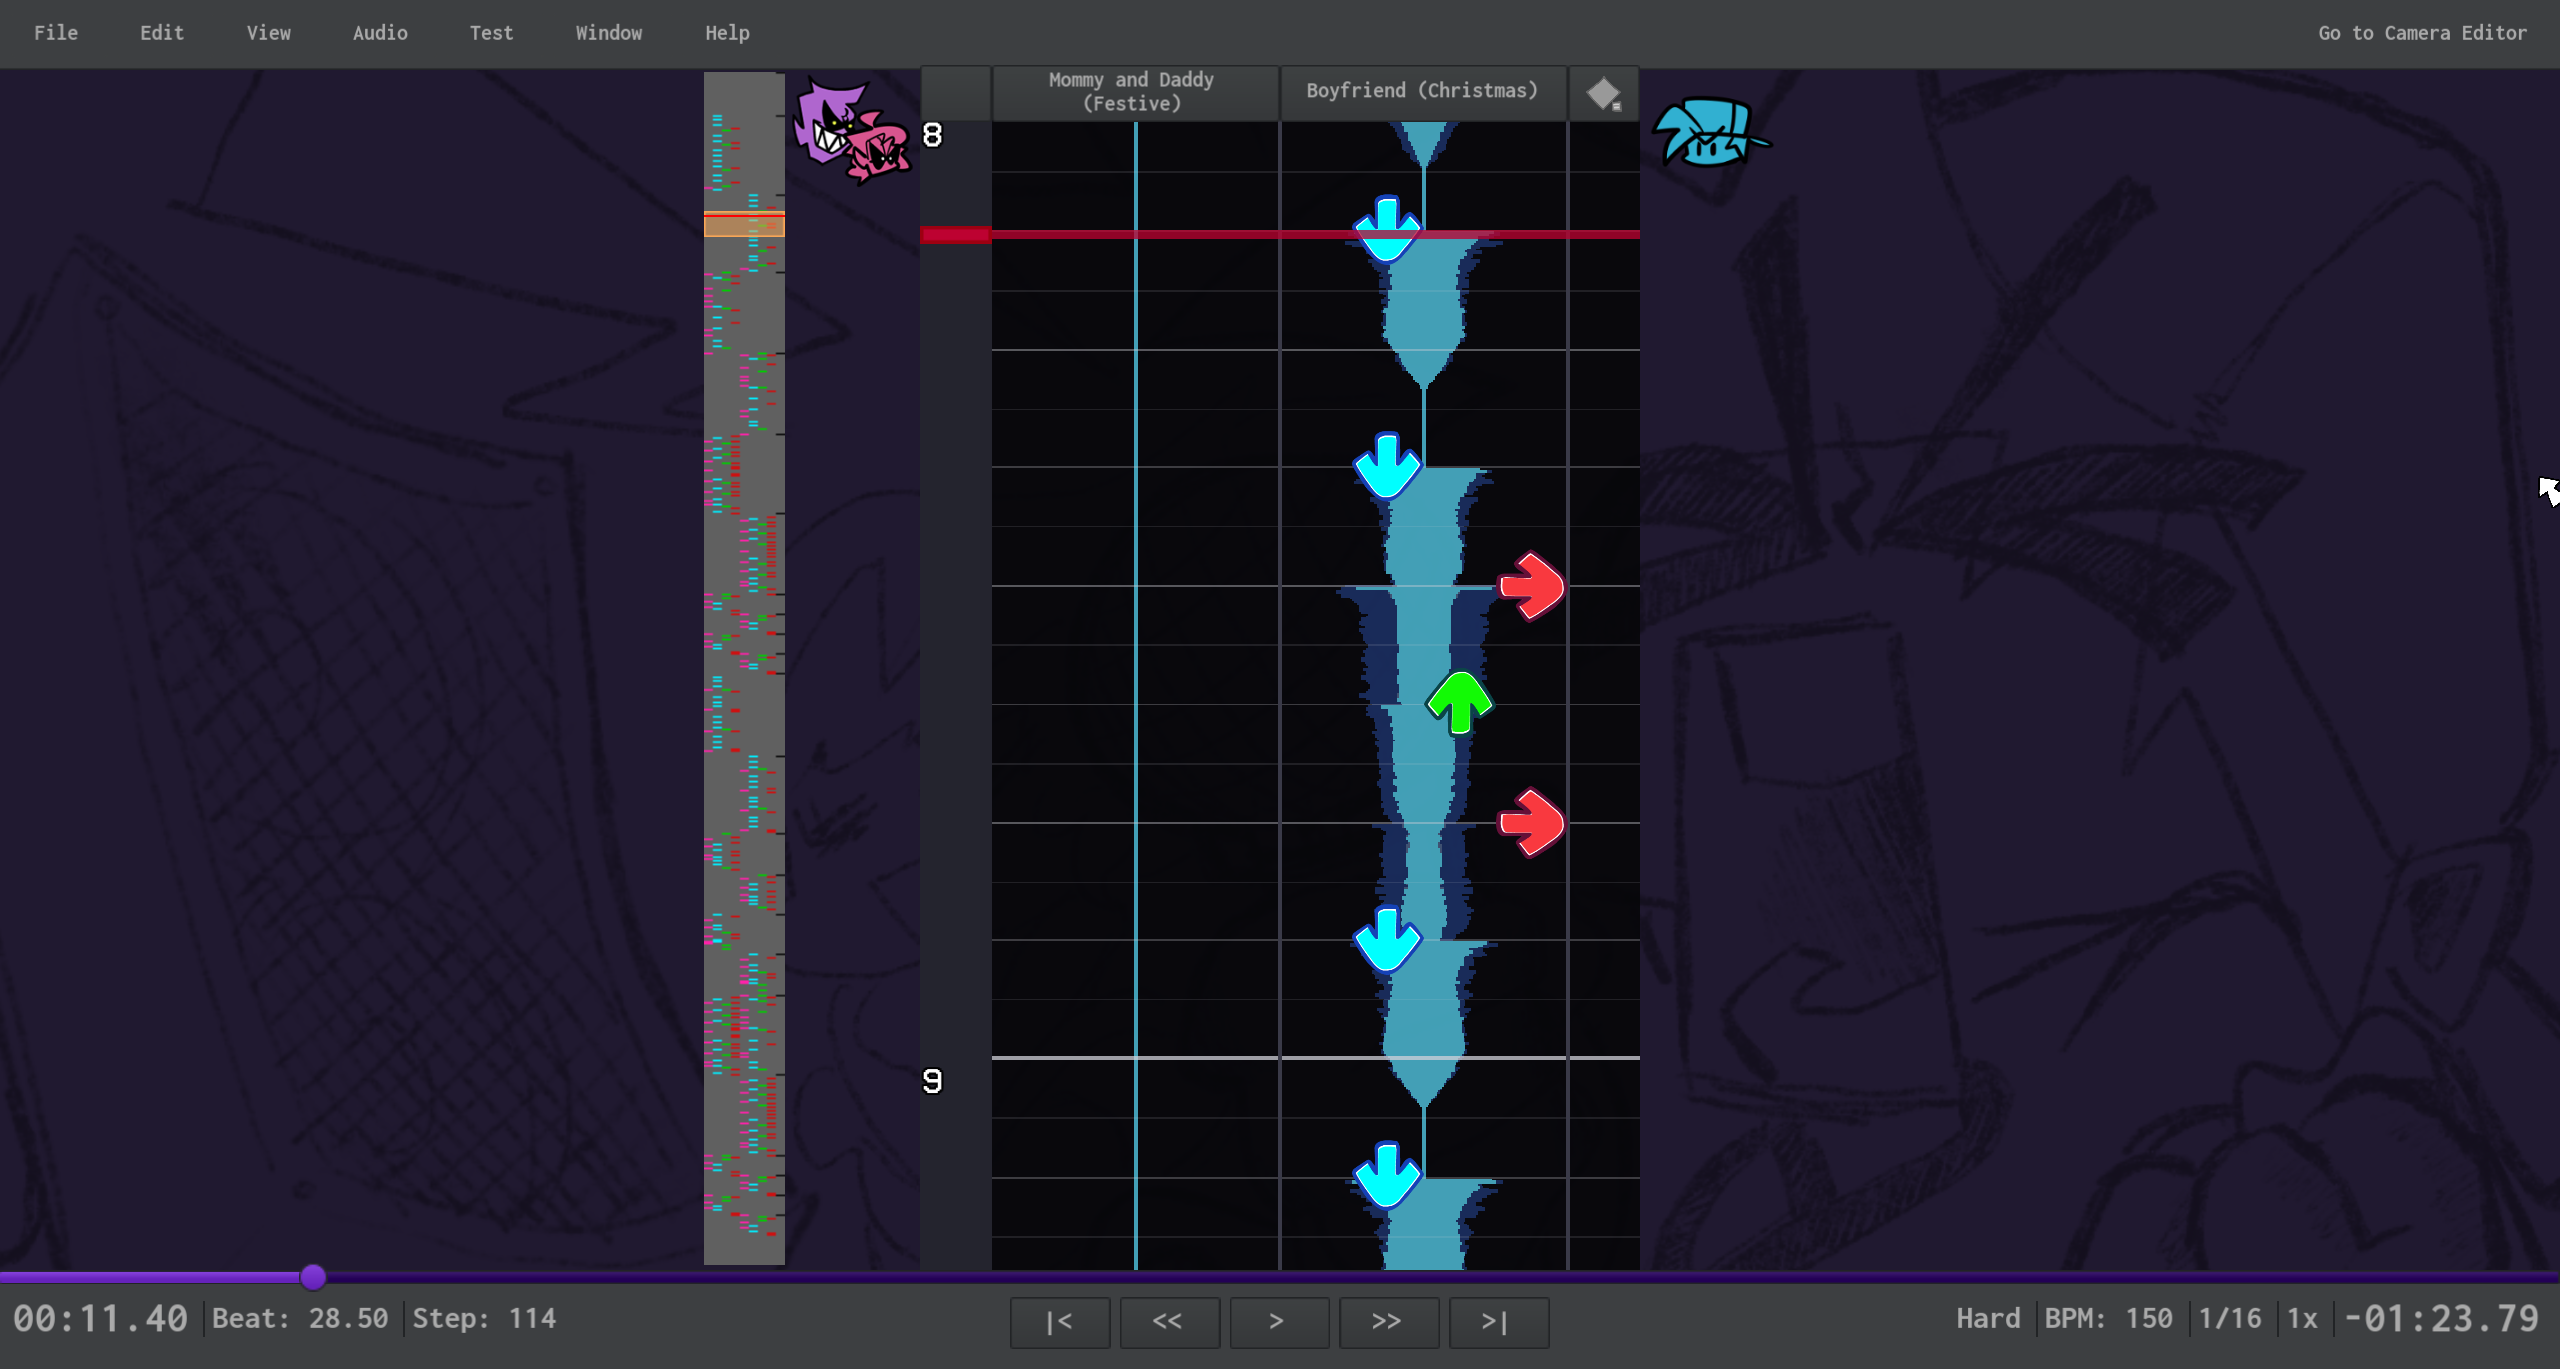 File Edit View Audio Test Window Help Go to Camera Editor
Mommy and Daddy
(Festive)
Boyfriend (Christmas)
8
9
00:11.40 Beat: 28.50 Step: 114 |< << > >> >| Hard BPM: 150 1/16 1x -01:23.79